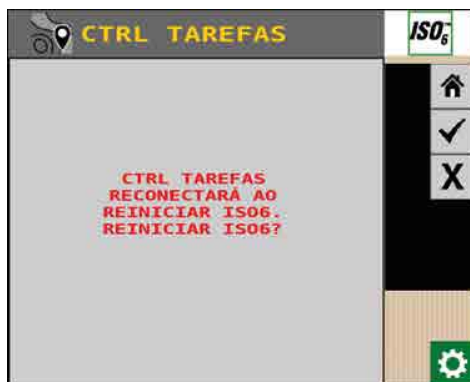 CTRL TAREFAS
ISO6
CTRL TAREFAS
RECONECTARÁ AO
REINICIAR ISO6.
REINICIAR ISO6?
X